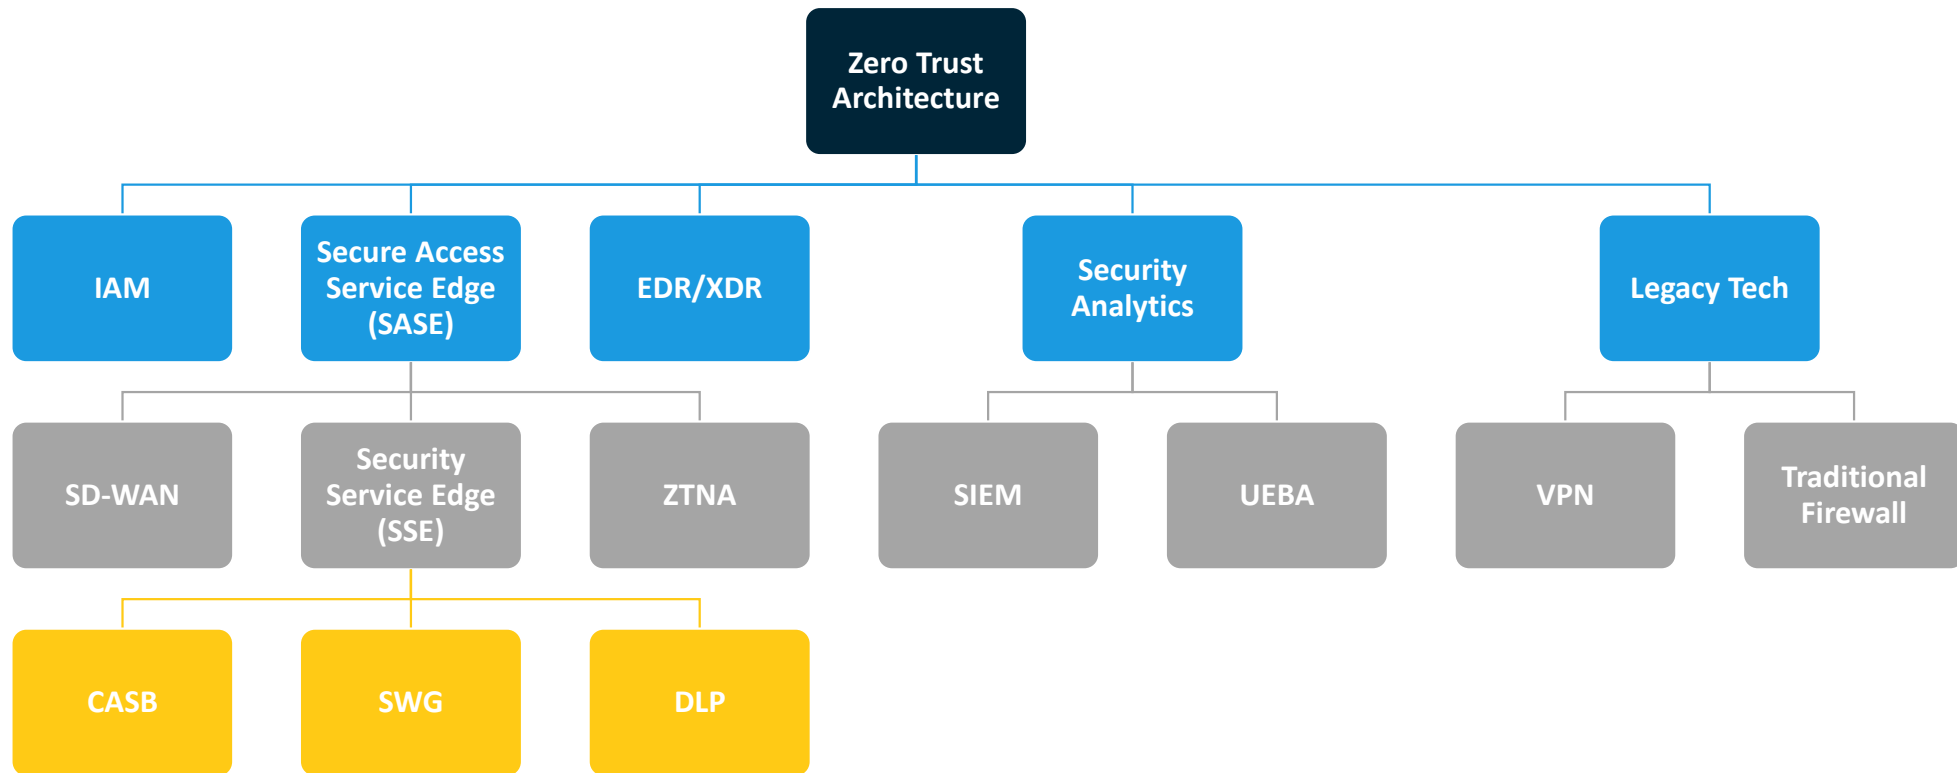 Zero Trust
Architecture
IAM
Secure Access
Service Edge
(SASE)
EDR/XDR
Security
Analytics
Legacy Tech
SD-WAN
Security
Service Edge
(SSE)
ZTNA
SIEM
UEBA
VPN
Traditional
Firewall
CASB
SWG
DLP